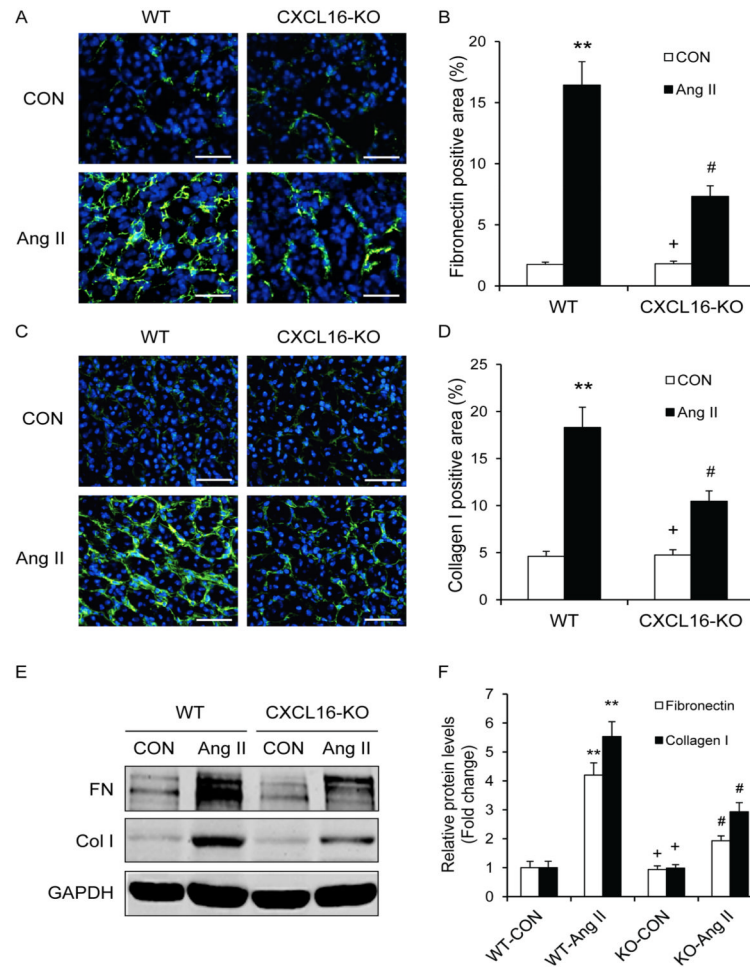 A
WT
CXCL16-KO
CON
Ang II
B
Fibronectin positive area (%)
20
15
10
5
0
**
CON
Ang II
#
+
WT
CXCL16-KO
C
WT
CXCL16-KO
CON
Ang II
D
Collagen I positive area (%)
25
20
15
10
5
0
**
CON
Ang II
#
+
WT
CXCL16-KO
E
WT
CXCL16-KO
CON
Ang II
CON
Ang II
FN
Col I
GAPDH
F
Relative protein levels
(Fold change)
7
6
5
4
3
2
1
0
Fibronectin
Collagen I
**
**
+
+
#
#
WT-CON
WT-Ang II
KO-CON
KO-Ang II